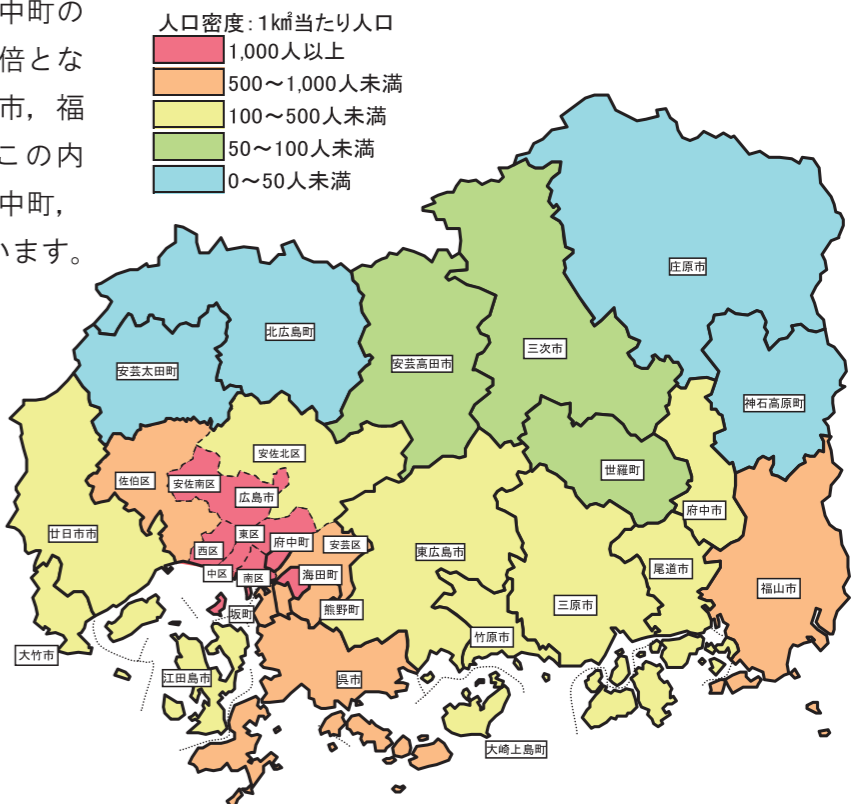 中町の
倍とな
市，福
この内
中町，
います。
人口密度：1k㎡当たり人口
1,000人以上
500～1,000人未満
100～500人未満
50～100人未満
0～50人未満
庄原市
北広島町
三次市
安芸高田市
安芸太田町
神石高原町
安佐北区
世羅町
佐伯区
安佐南区
広島市
府中市
廿日市市
東区
府中町
安芸区
西区
東広島市
尾道市
中区
南区
海田町
福山市
坂町
熊野町
三原市
竹原市
大竹市
江田島市
呉市
大崎上島町